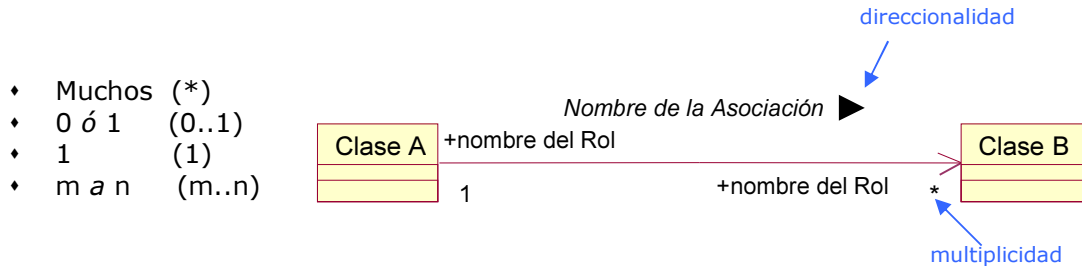 direccionalidad
♦ Muchos (*)
♦ 0 ó 1 (0..1)
♦ 1 (1)
♦ m a n (m..n)
Nombre de la Asociación ►
Clase A
+nombre del Rol
1
+nombre del Rol
*
Clase B
multiplicidad